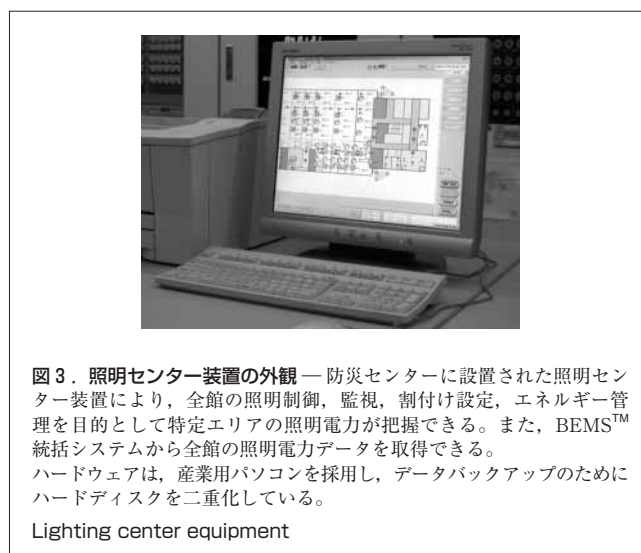 図3．照明センター装置の外観 ― 防災センターに設置された照明セン
ター装置により，全館の照明制御，監視，割付け設定，エネルギー管
理を目的として特定エリアの照明電力が把握できる。また，BEMS™
統括システムから全館の照明電力データを取得できる。
ハードウェアは，産業用パソコンを採用し，データバックアップのために
ハードディスクを二重化している。
Lighting center equipment